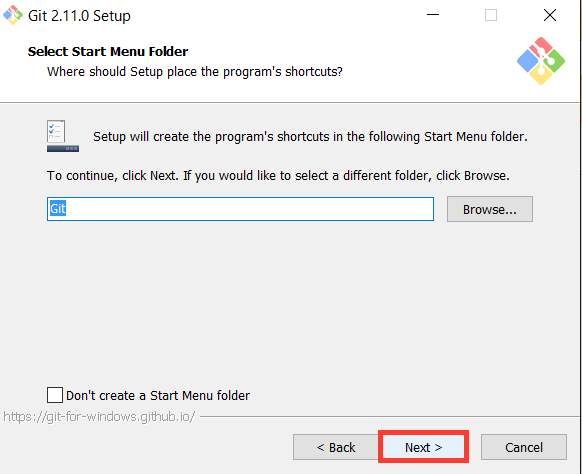 Git 2.11.0 Setup
Select Start Menu Folder
Where should Setup place the program's shortcuts?
Setup will create the program's shortcuts in the following Start Menu folder.
To continue, click Next. If you would like to select a different folder, click Browse.
Git
Browse...
Don't create a Start Menu folder
https://git-for-windows.github.io/
< Back
Next >
Cancel